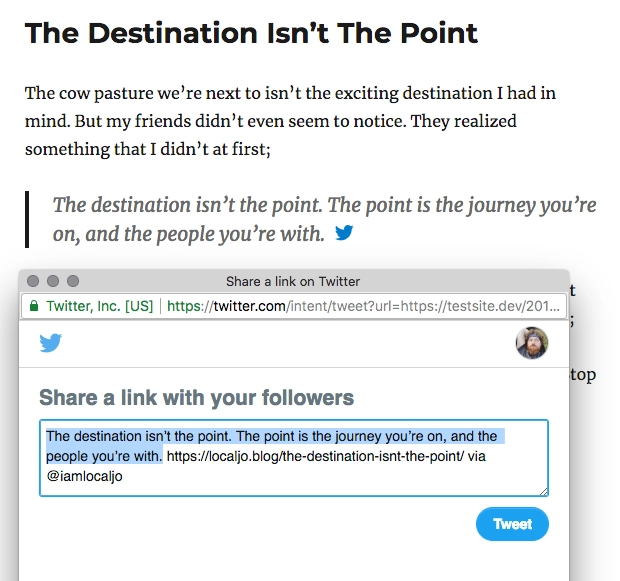 The Destination Isn’t The Point
The cow pasture we’re next to isn’t the exciting destination I had in
mind. But my friends didn’t even seem to notice. They realized
something that I didn’t at first;
The destination isn’t the point. The point is the journey you’re
on, and the people you’re with.
Share a link on Twitter
Twitter, Inc. [US] | https://twitter.com/intent/tweet?url=https://testsite.dev/201...
t
;
top
Share a link with your followers
The destination isn’t the point. The point is the journey you’re on, and the
people you’re with. https://localjo.blog/the-destination-isnt-the-point/ via
@iamlocaljo
Tweet